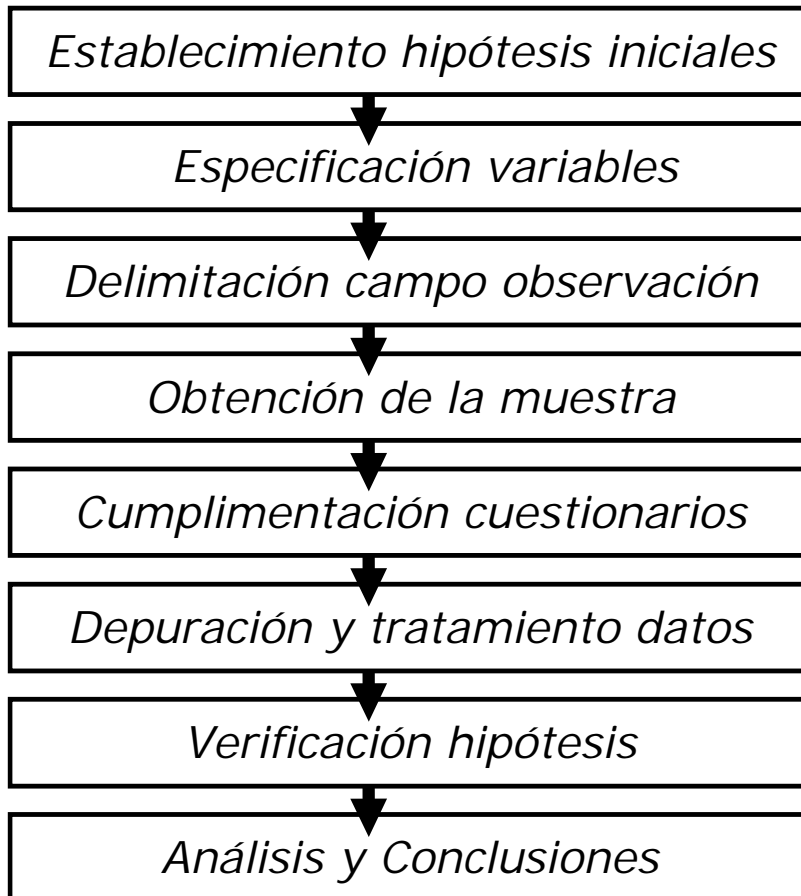 Establecimiento hipótesis iniciales
Especificación variables
Delimitación campo observación
Obtención de la muestra
Cumplimentación cuestionarios
Depuración y tratamiento datos
Verificación hipótesis
Análisis y Conclusiones